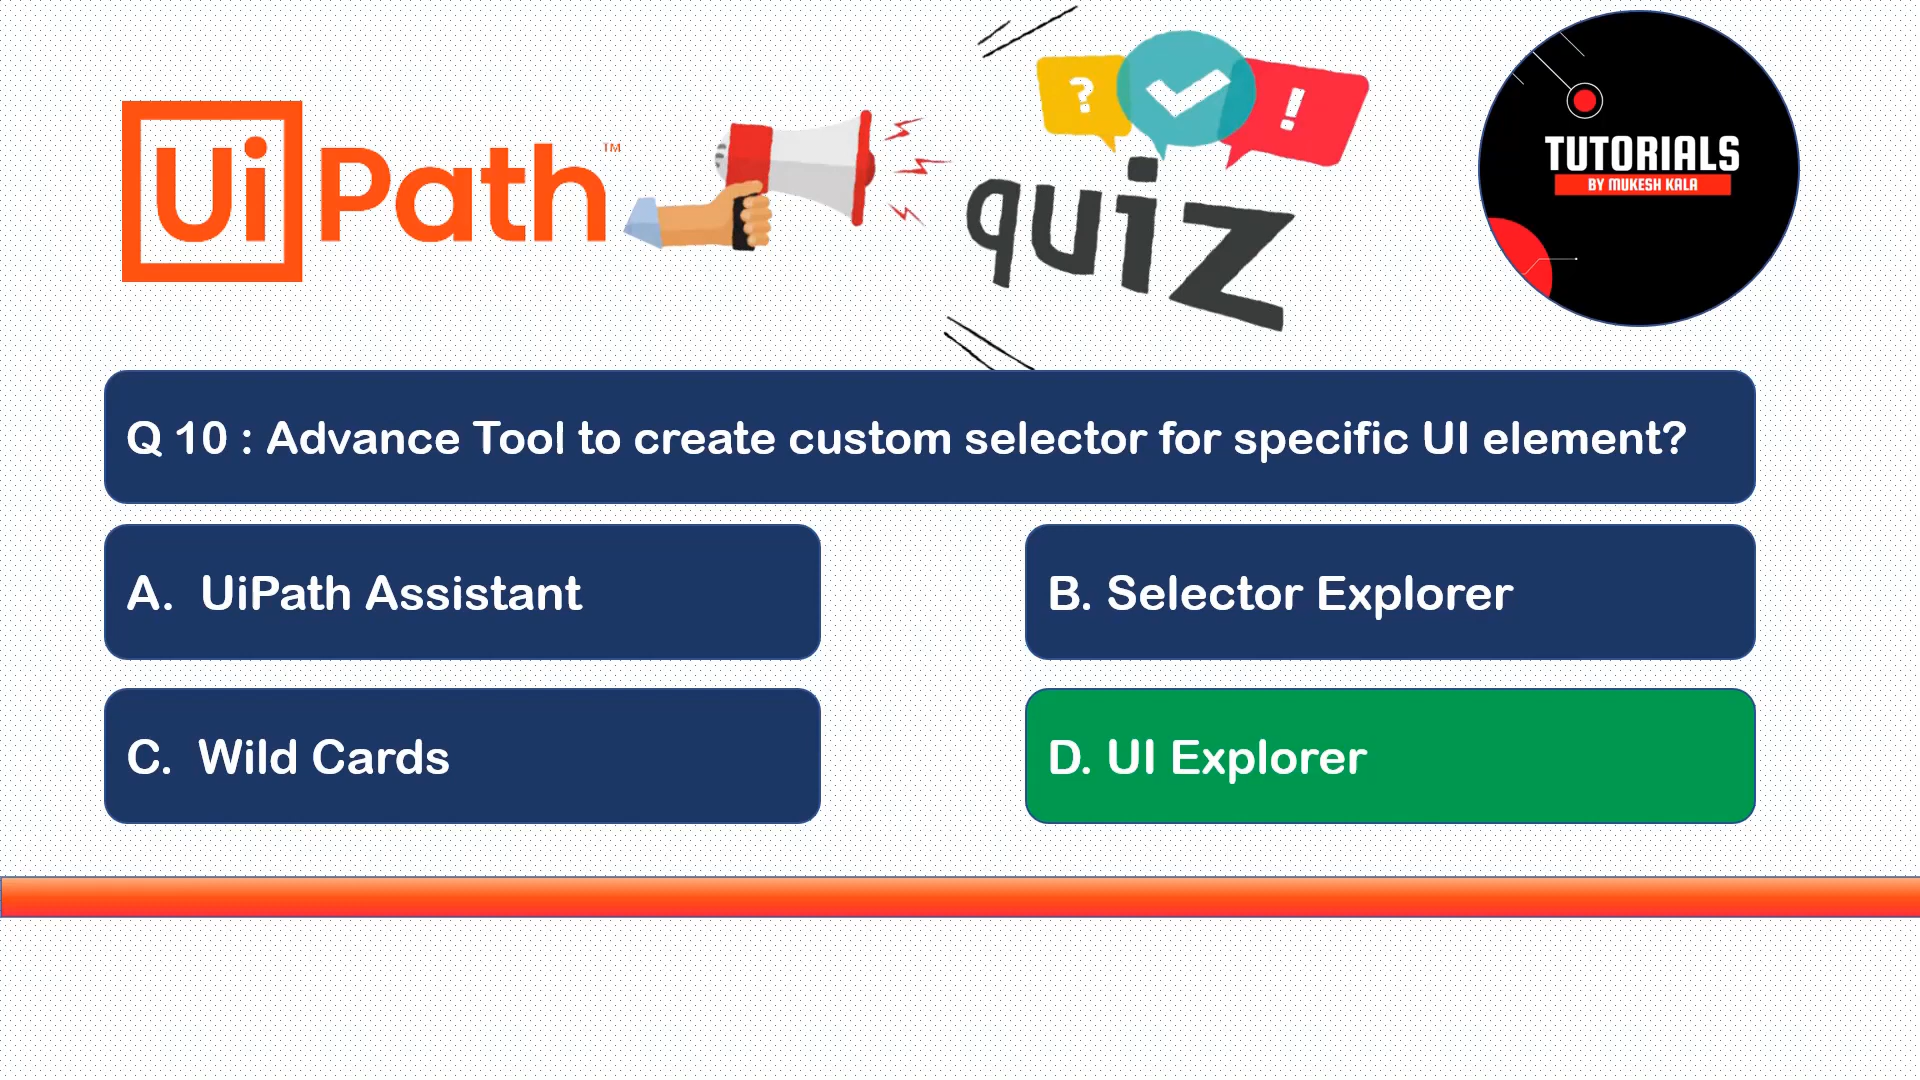 UiPath™
?
!
quiz
TUTORIALS
BY MUKESH KALA
Q 10 : Advance Tool to create custom selector for specific UI element?
A. UiPath Assistant
B. Selector Explorer
C. Wild Cards
D. UI Explorer